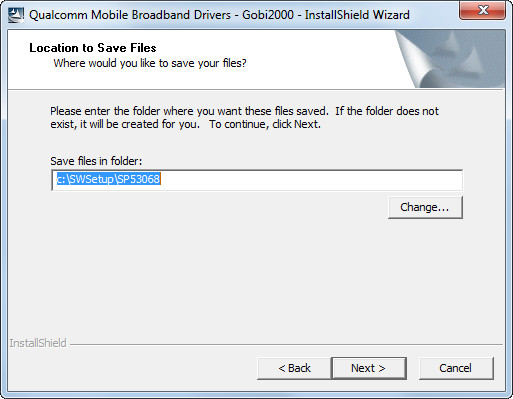 Qualcomm Mobile Broadband Drivers - Gobi2000 - InstallShield Wizard
Location to Save Files
Where would you like to save your files?
Please enter the folder where you want these files saved.  If the folder does not
exist, it will be created for you.   To continue, click Next.
Save files in folder:
c:\SWSetup\SP53068
Change...
InstallShield
< Back
Next >
Cancel